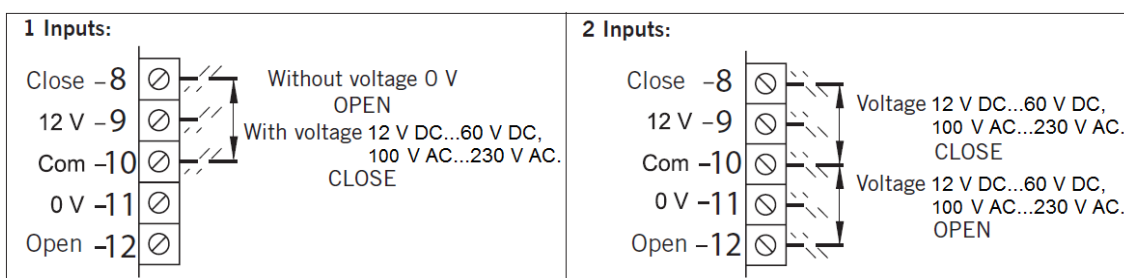 1 Inputs:
Close -8
12 V -9
Com -10
0 V -11
Open -12
Without voltage 0 V
OPEN
With voltage 12 V DC...60 V DC,
100 V AC...230 V AC.
CLOSE
2 Inputs:
Close -8
12 V -9
Com -10
0 V -11
Open -12
Voltage 12 V DC...60 V DC,
100 V AC...230 V AC.
CLOSE
Voltage 12 V DC...60 V DC,
100 V AC...230 V AC.
OPEN